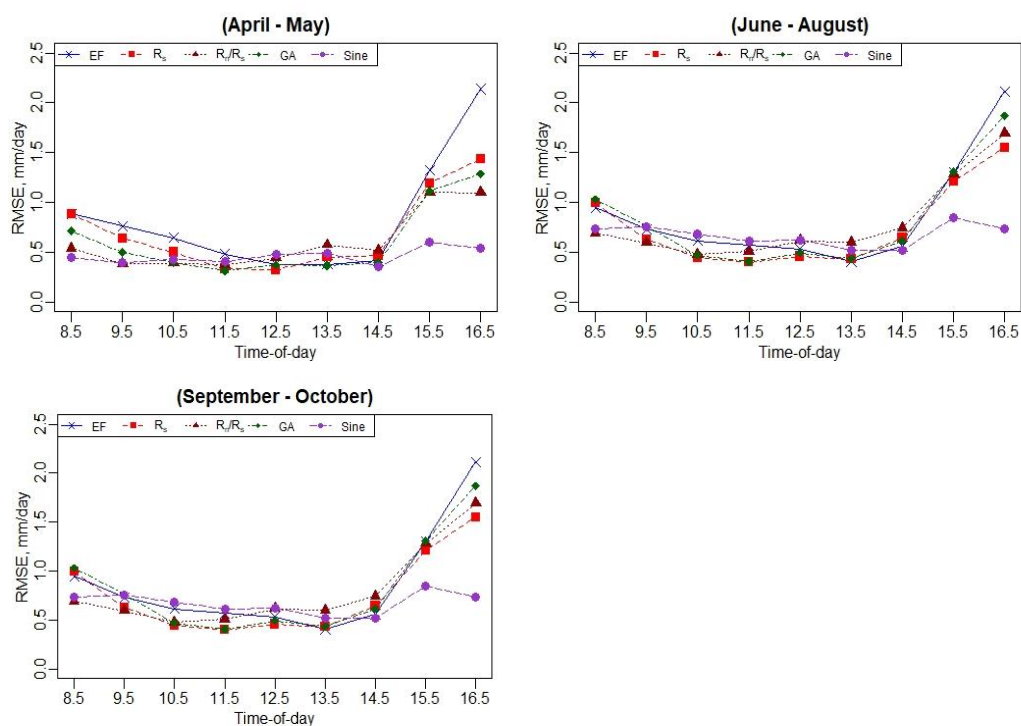 (April - May)
EF Rs Rn/Rs GA Sine
RMSE, mm/day
0.0 0.5 1.0 1.5 2.0 2.5
8.5 9.5 10.5 11.5 12.5 13.5 14.5 15.5 16.5
Time-of-day
(June - August)
EF Rs Rn/Rs GA Sine
RMSE, mm/day
0.0 0.5 1.0 1.5 2.0 2.5
8.5 9.5 10.5 11.5 12.5 13.5 14.5 15.5 16.5
Time-of-day
(September - October)
EF Rs Rn/Rs GA Sine
RMSE, mm/day
0.0 0.5 1.0 1.5 2.0 2.5
8.5 9.5 10.5 11.5 12.5 13.5 14.5 15.5 16.5
Time-of-day